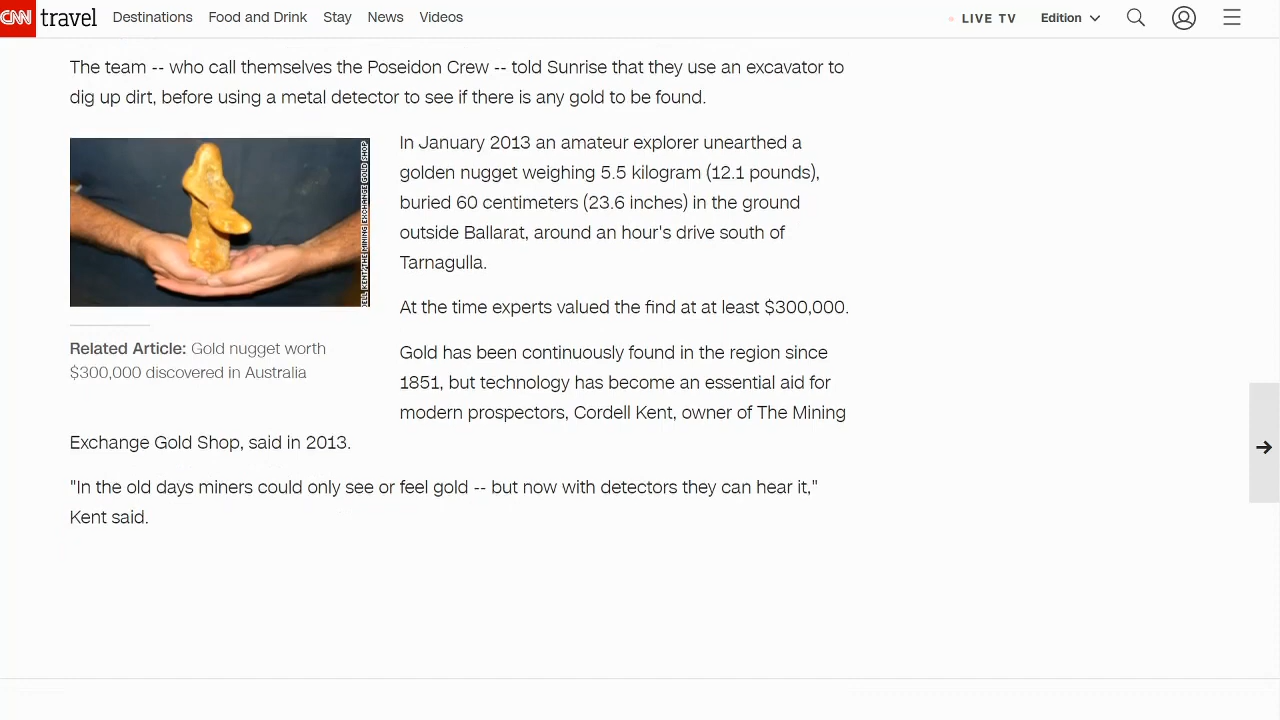 CNN travel Destinations Food and Drink Stay News Videos LIVE TV Edition
The team -- who call themselves the Poseidon Crew -- told Sunrise that they use an excavator to
dig up dirt, before using a metal detector to see if there is any gold to be found.
ELL KENT/THE MINING EXCHANGE GOLD SHOP
Related Article: Gold nugget worth
$300,000 discovered in Australia
In January 2013 an amateur explorer unearthed a
golden nugget weighing 5.5 kilogram (12.1 pounds),
buried 60 centimeters (23.6 inches) in the ground
outside Ballarat, around an hour's drive south of
Tarnagulla.
At the time experts valued the find at at least $300,000.
Gold has been continuously found in the region since
1851, but technology has become an essential aid for
modern prospectors, Cordell Kent, owner of The Mining
Exchange Gold Shop, said in 2013.
"In the old days miners could only see or feel gold -- but now with detectors they can hear it,"
Kent said.